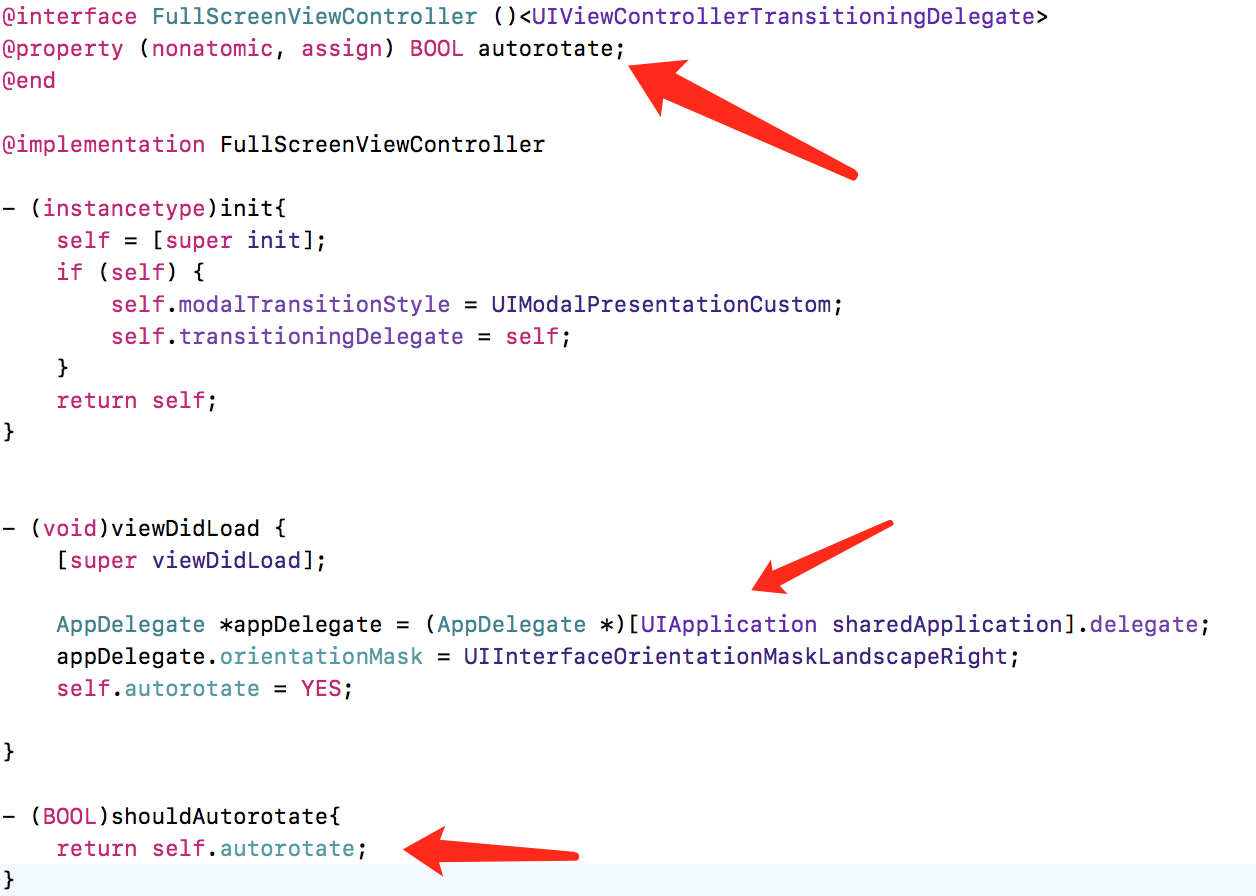 @interface FullScreenViewController ()<UIViewControllerTransitioningDelegate>
@property (nonatomic, assign) BOOL autorotate;
@end
@implementation FullScreenViewController
- (instancetype)init{
self = [super init];
if (self) {
self.modalTransitionStyle = UIModalPresentationCustom;
self.transitioningDelegate = self;
}
return self;
}
- (void)viewDidLoad {
[super viewDidLoad];
AppDelegate *appDelegate = (AppDelegate *)[UIApplication sharedApplication].delegate;
appDelegate.orientationMask = UIInterfaceOrientationMaskLandscapeRight;
self.autorotate = YES;
}
- (BOOL)shouldAutorotate{
return self.autorotate;
}